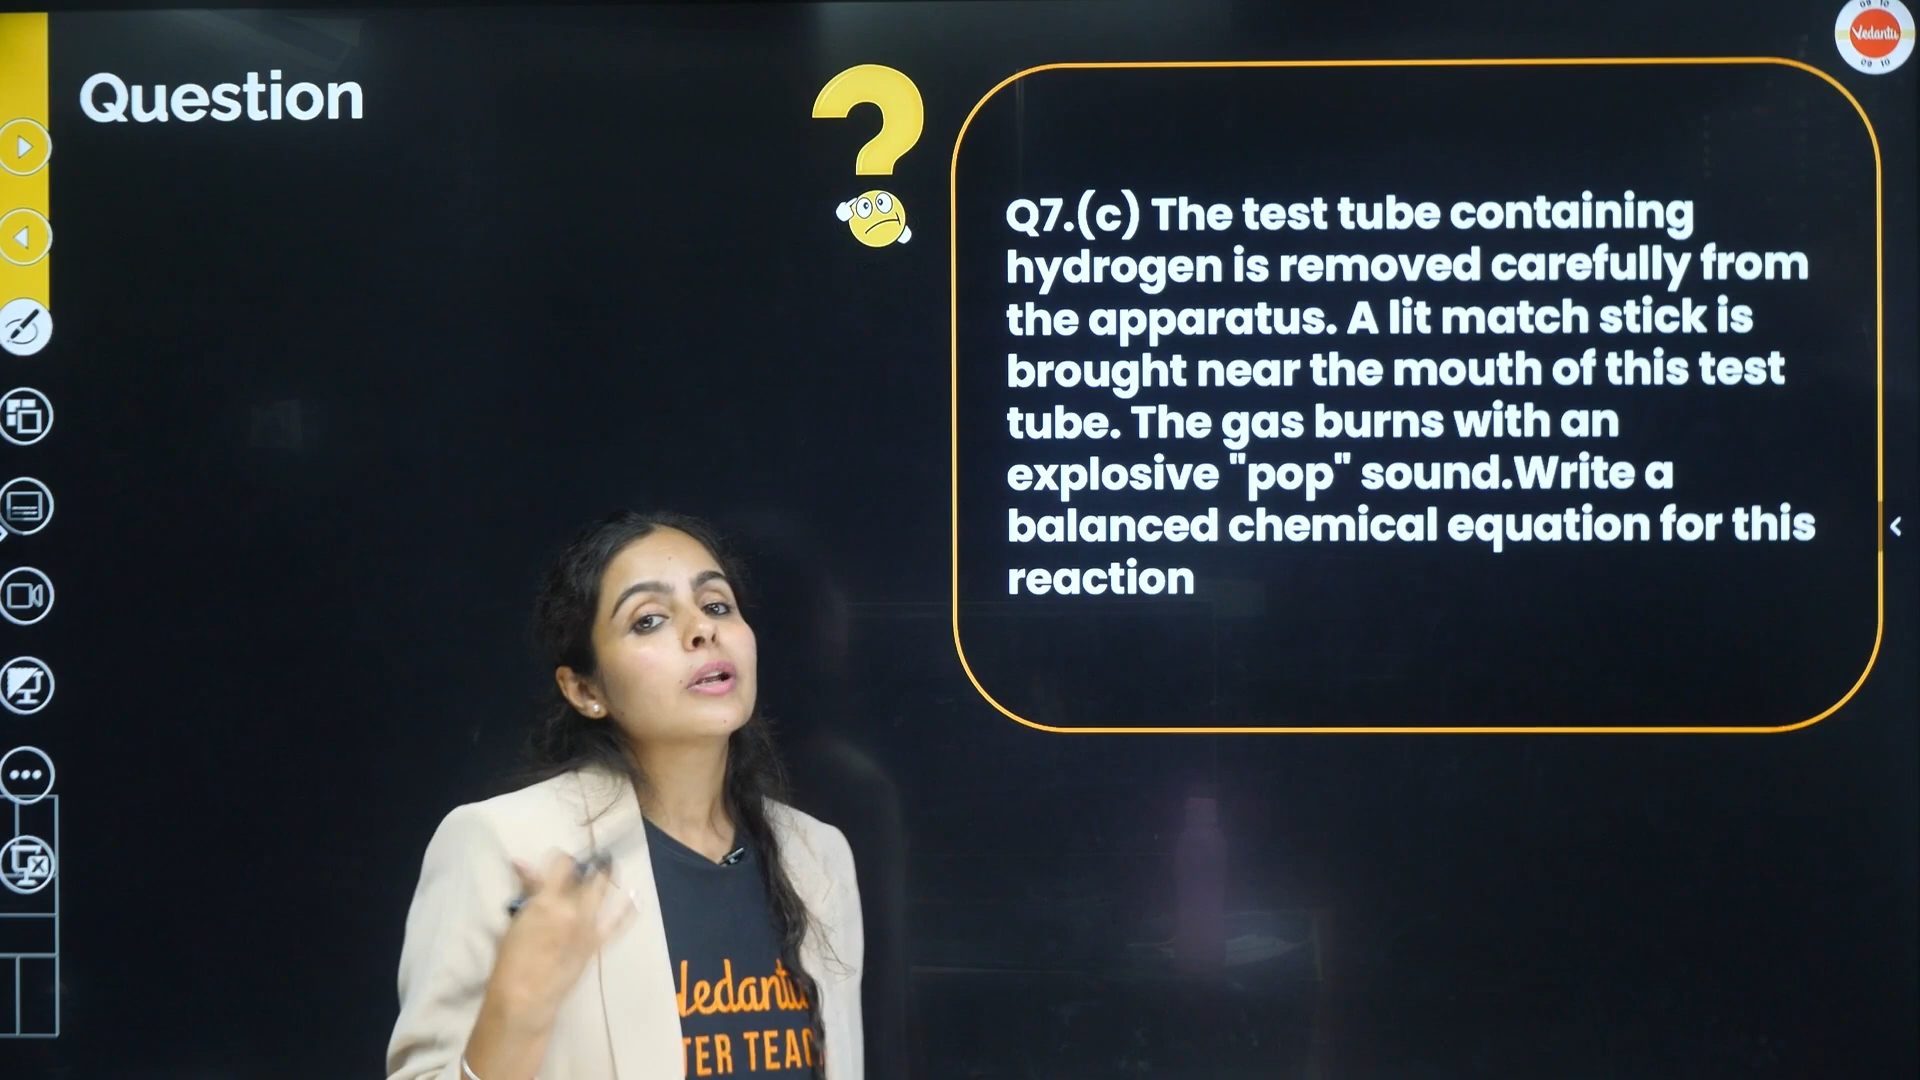 Question
Vedantu
Q7.(c) The test tube containing
hydrogen is removed carefully from
the apparatus. A lit match stick is
brought near the mouth of this test
tube. The gas burns with an
explosive "pop" sound.Write a
balanced chemical equation for this
reaction
Vedantu